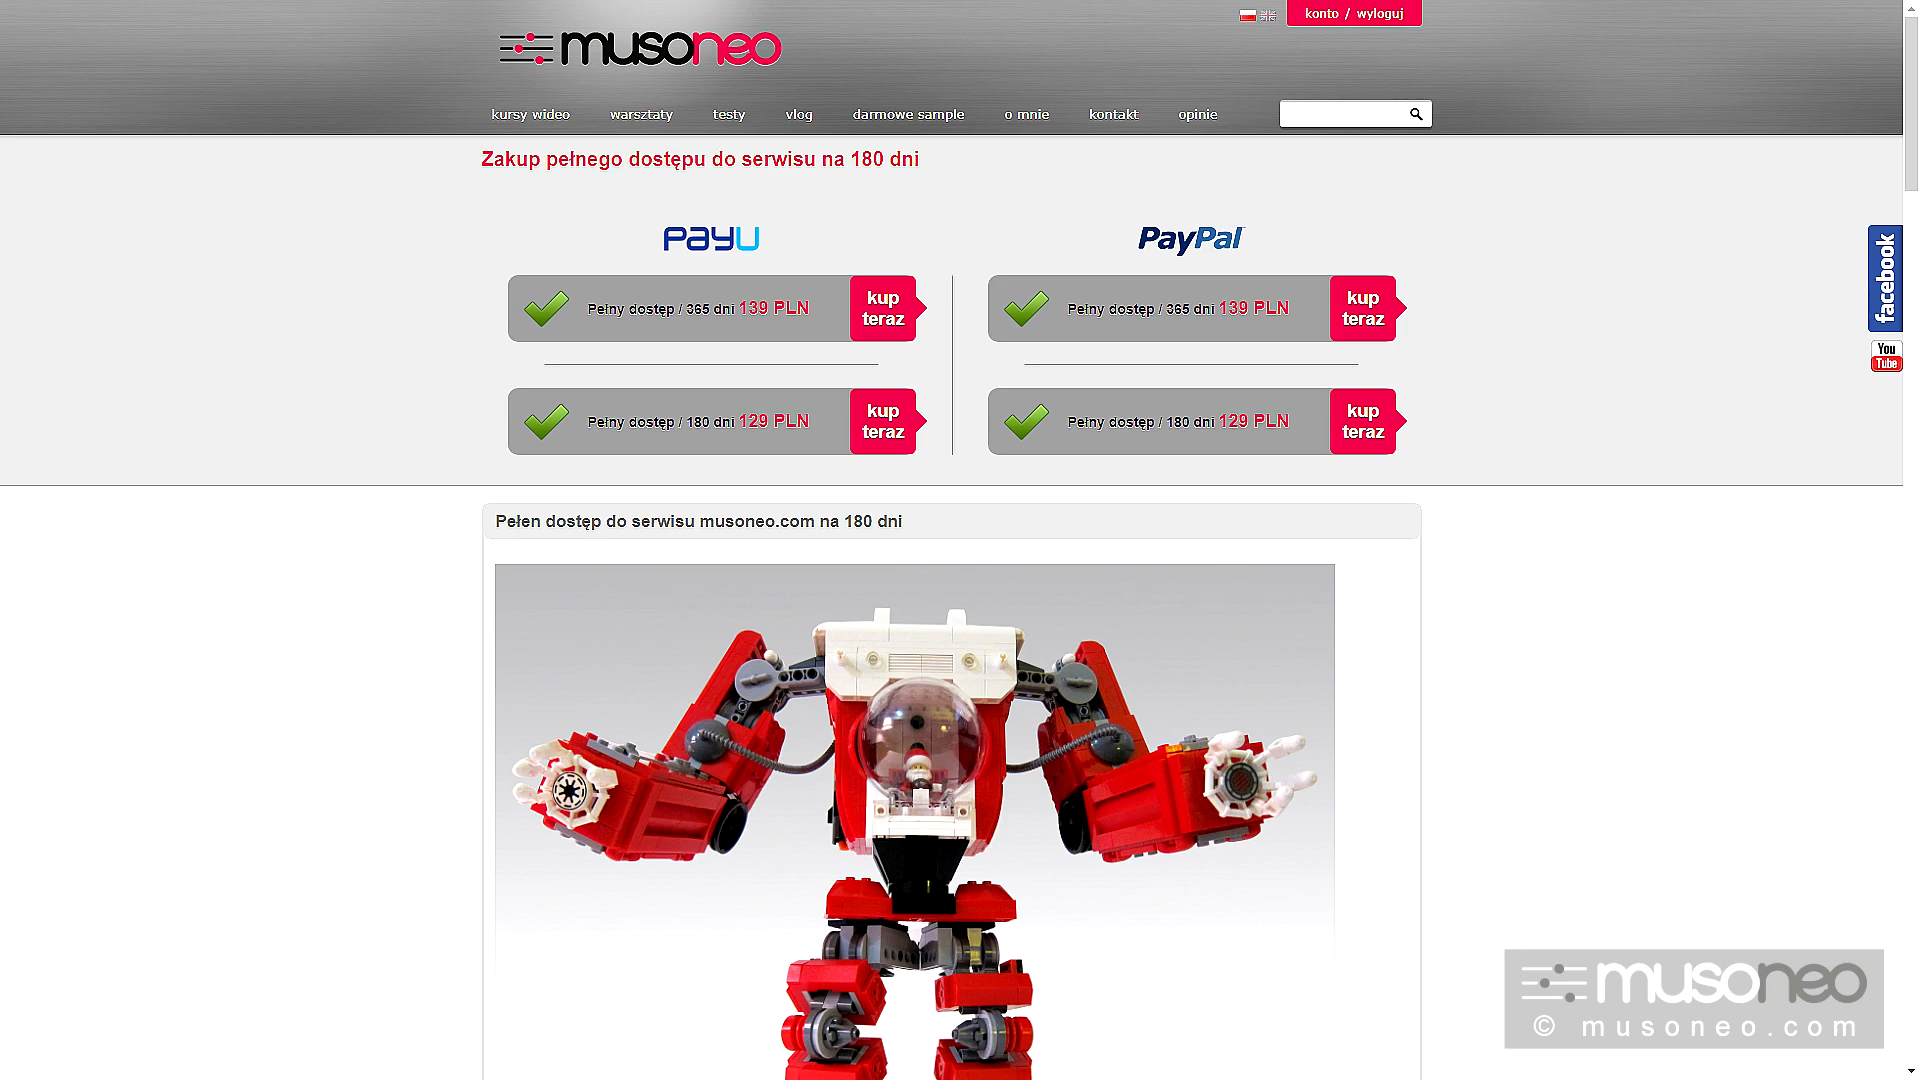 konto / wyloguj
musoneo
kursy wideo warsztaty testy vlog darmowe sample o mnie kontakt opinie
Zakup pełnego dostępu do serwisu na 180 dni
PayU PayPal
Pełny dostęp / 365 dni 139 PLN kup teraz
Pełny dostęp / 365 dni 139 PLN kup teraz
Pełny dostęp / 180 dni 129 PLN kup teraz
Pełny dostęp / 180 dni 129 PLN kup teraz
facebook
You Tube
Pełen dostęp do serwisu musoneo.com na 180 dni
musoneo
© musoneo.com